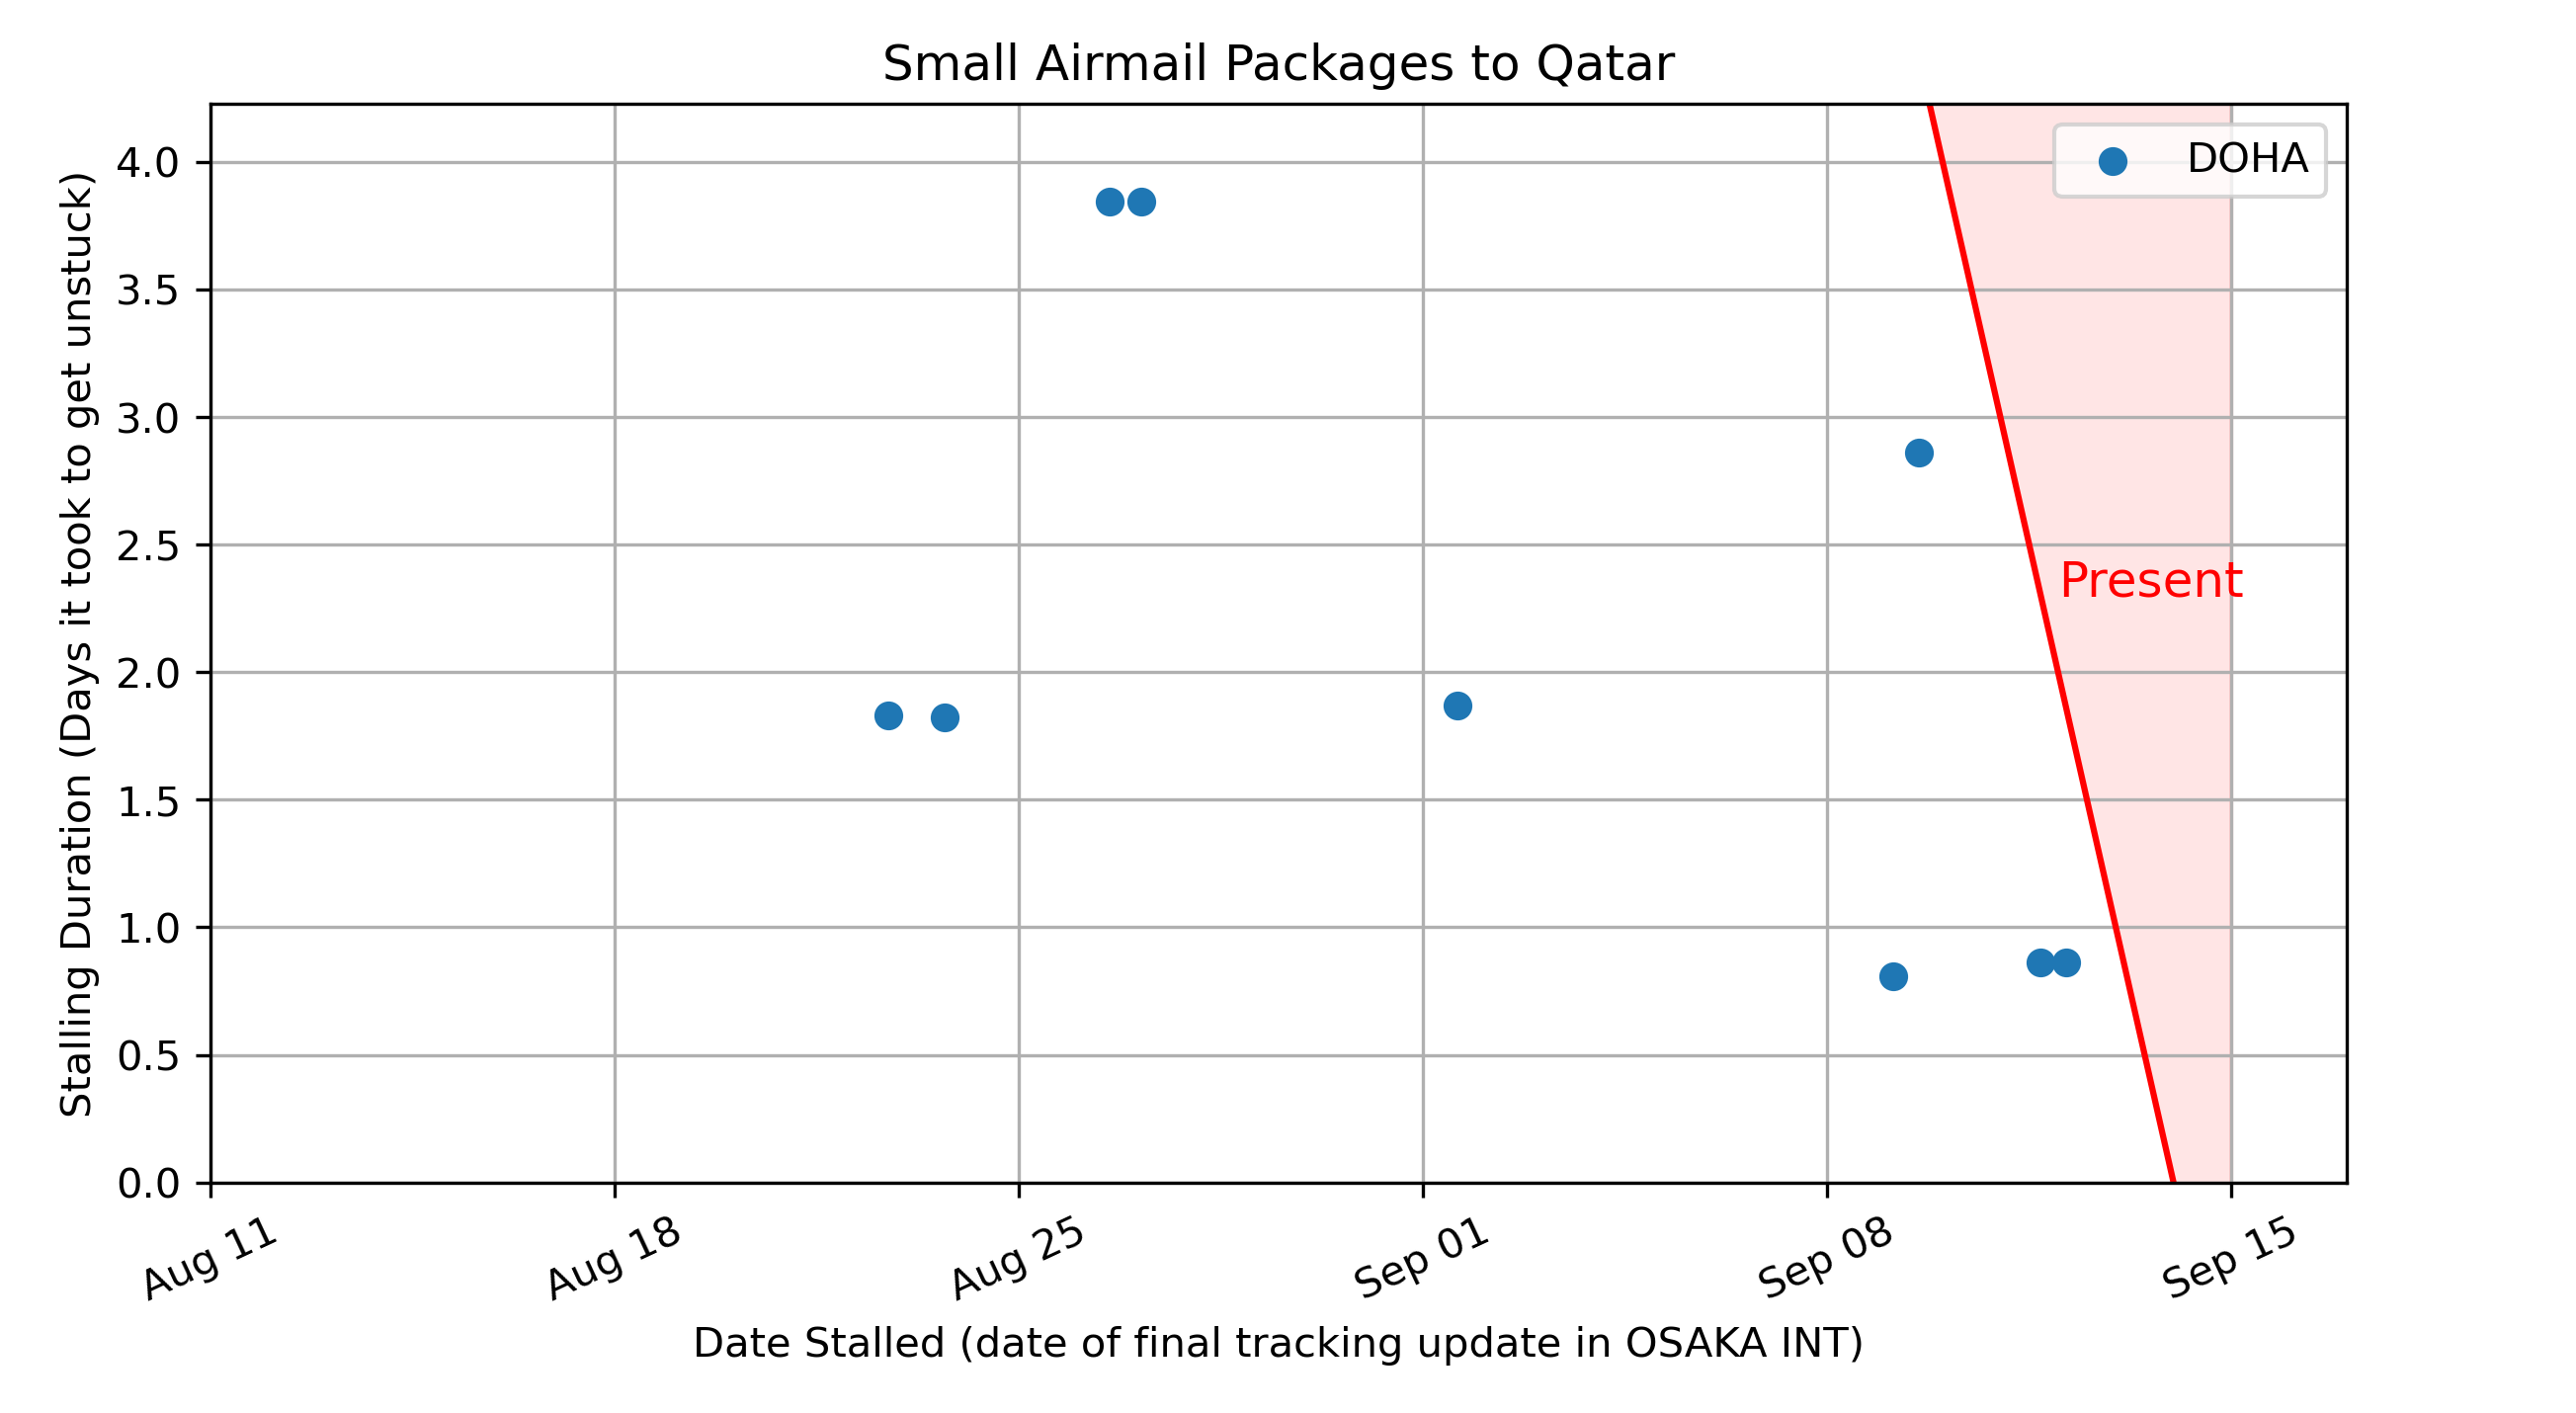 Small Airmail Packages to Qatar
DOHA
Present
Stalling Duration (Days it took to get unstuck)
4.0
3.5
3.0
2.5
2.0
1.5
1.0
0.5
0.0
Aug 11
Aug 18
Aug 25
Sep 01
Sep 08
Sep 15
Date Stalled (date of final tracking update in OSAKA INT)